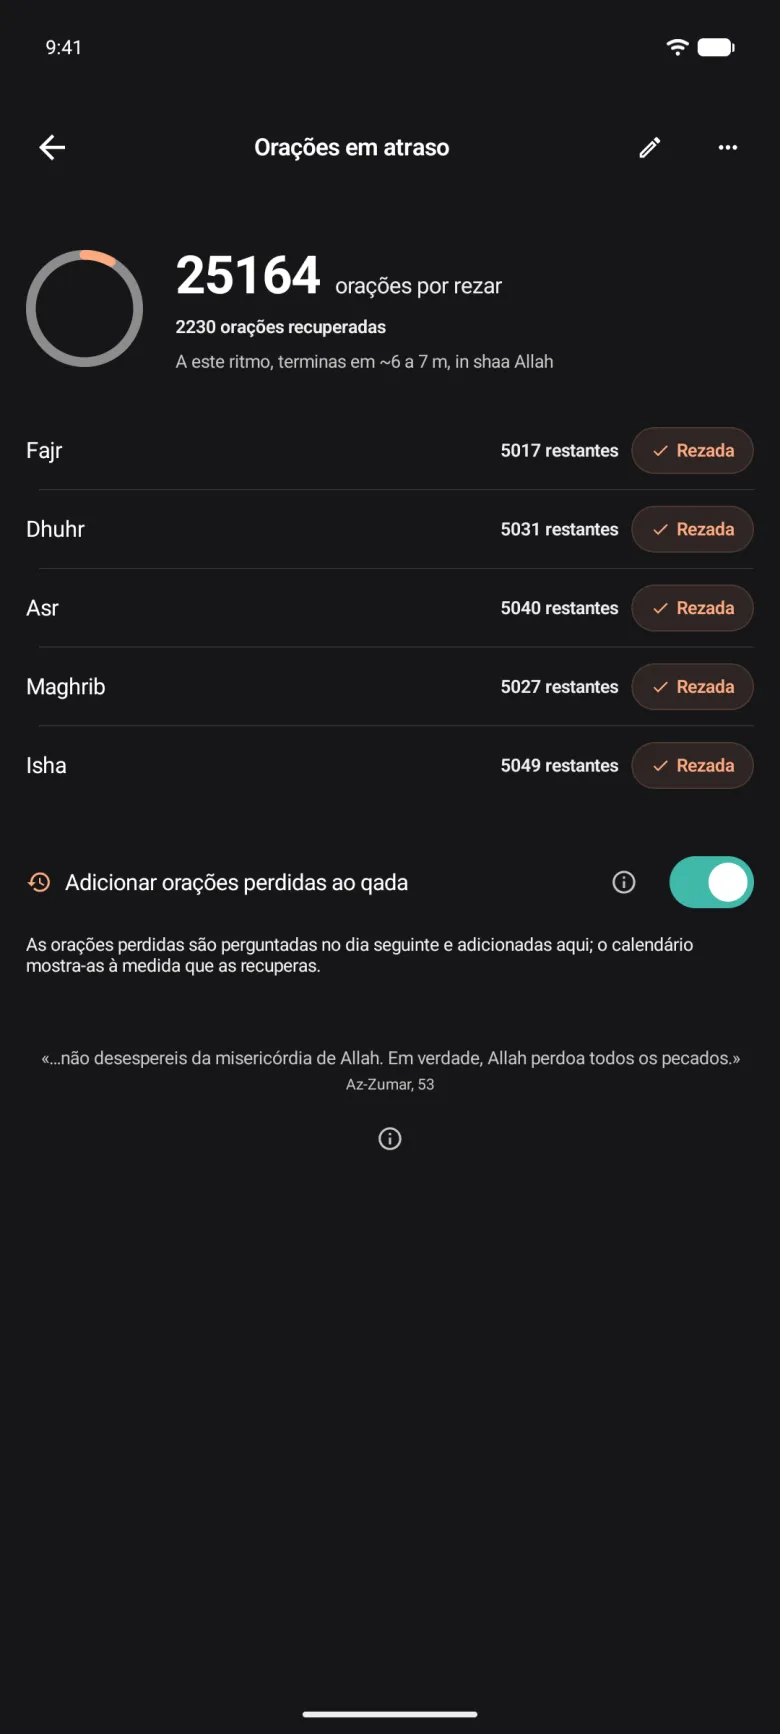 9:41
Orações em atraso
25164 orações por rezar
2230 orações recuperadas
A este ritmo, terminas em ~6 a 7 m, in shaa Allah
Fajr 5017 restantes Rezada
Dhuhr 5031 restantes Rezada
Asr 5040 restantes Rezada
Maghrib 5027 restantes Rezada
Isha 5049 restantes Rezada
Adicionar orações perdidas ao qada
As orações perdidas são perguntadas no dia seguinte e adicionadas aqui; o calendário
mostra-as à medida que as recuperas.
«…não desespereis da misericórdia de Allah. Em verdade, Allah perdoa todos os pecados.»
Az-Zumar, 53